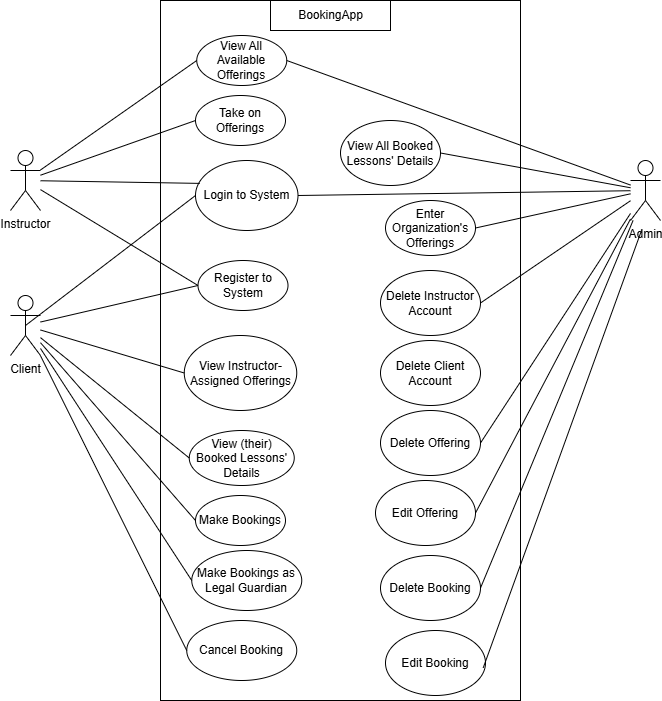 BookingApp
View All
Available
Offerings
Take on
Offerings
View All Booked
Lessons' Details
Login to System
Instructor
Enter
Organization's
Offerings
Admin
Register to
System
Delete Instructor
Account
Client
View Instructor-
Assigned Offerings
Delete Client
Account
View (their)
Booked Lessons'
Details
Delete Offering
Make Bookings
Edit Offering
Make Bookings as
Legal Guardian
Delete Booking
Cancel Booking
Edit Booking